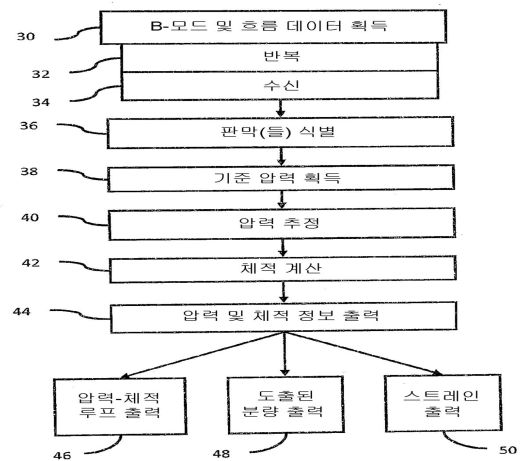 30
B-모드 및 흐름 데이터 획득
32
반복
34
수신
36
판막(들) 식별
38
기준 압력 획득
40
압력 추정
42
체적 계산
44
압력 및 체적 정보 출력
압력-체적
루프 출력
도출된
분량 출력
스트레인
출력
46
48
50